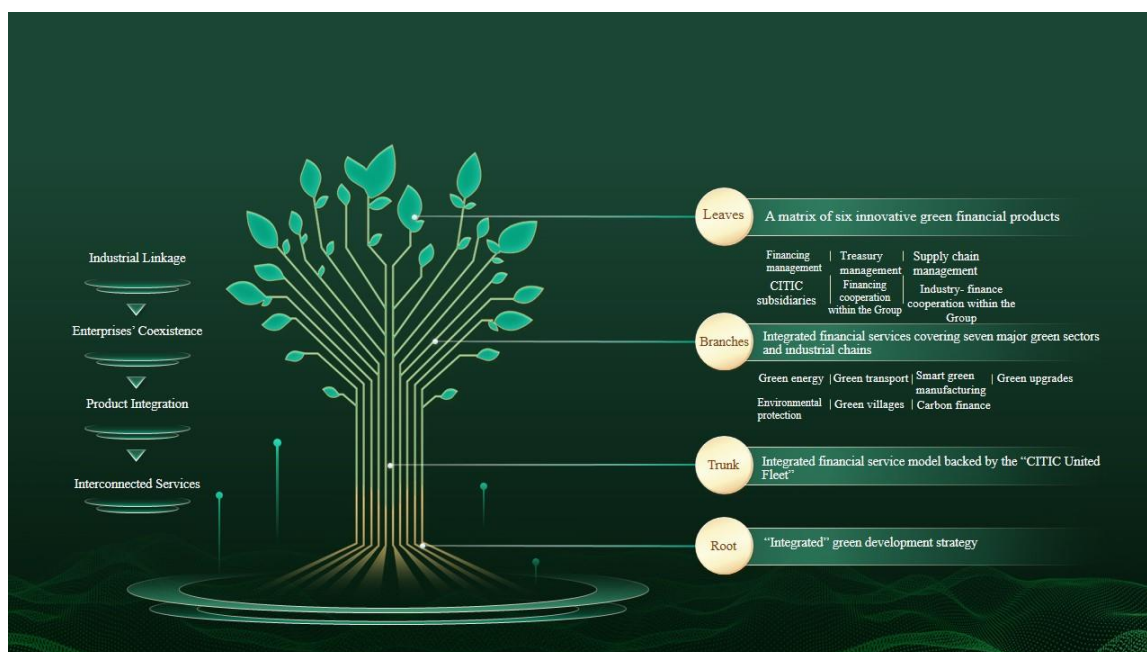 Industrial Linkage
Enterprises’ Coexistence
Product Integration
Interconnected Services
Leaves
A matrix of six innovative green financial products
Financing management | Treasury management | Supply chain management
CITIC subsidiaries | Financing cooperation within the Group | Industry- finance cooperation within the Group
Branches
Integrated financial services covering seven major green sectors
and industrial chains
Green energy | Green transport | Smart green manufacturing | Green upgrades
Environmental protection | Green villages | Carbon finance
Trunk
Integrated financial service model backed by the “CITIC United
Fleet”
Root
“Integrated” green development strategy